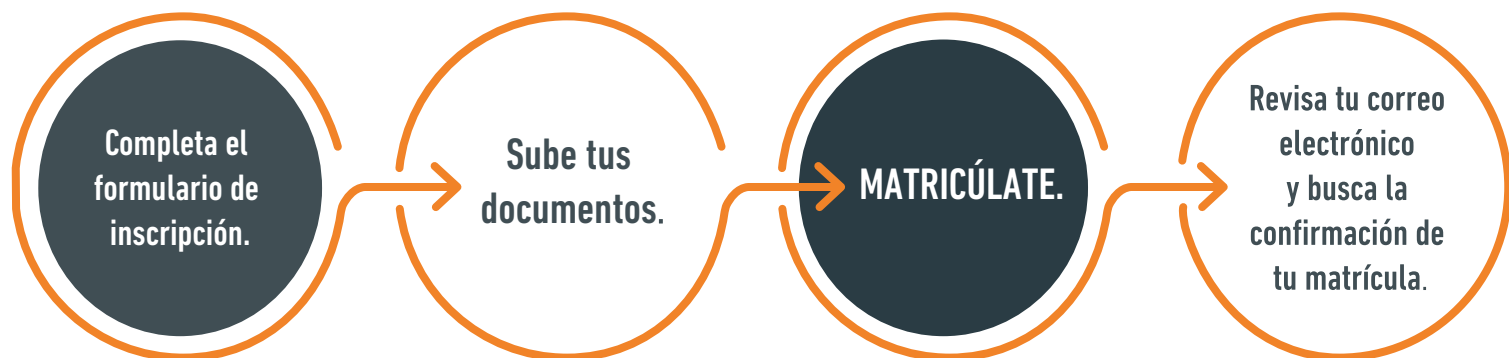 Completa el
formulario de
inscripción.
Sube tus
documentos.
MATRICÚLATE.
Revisa tu correo
electrónico
y busca la
confirmación de
tu matrícula.